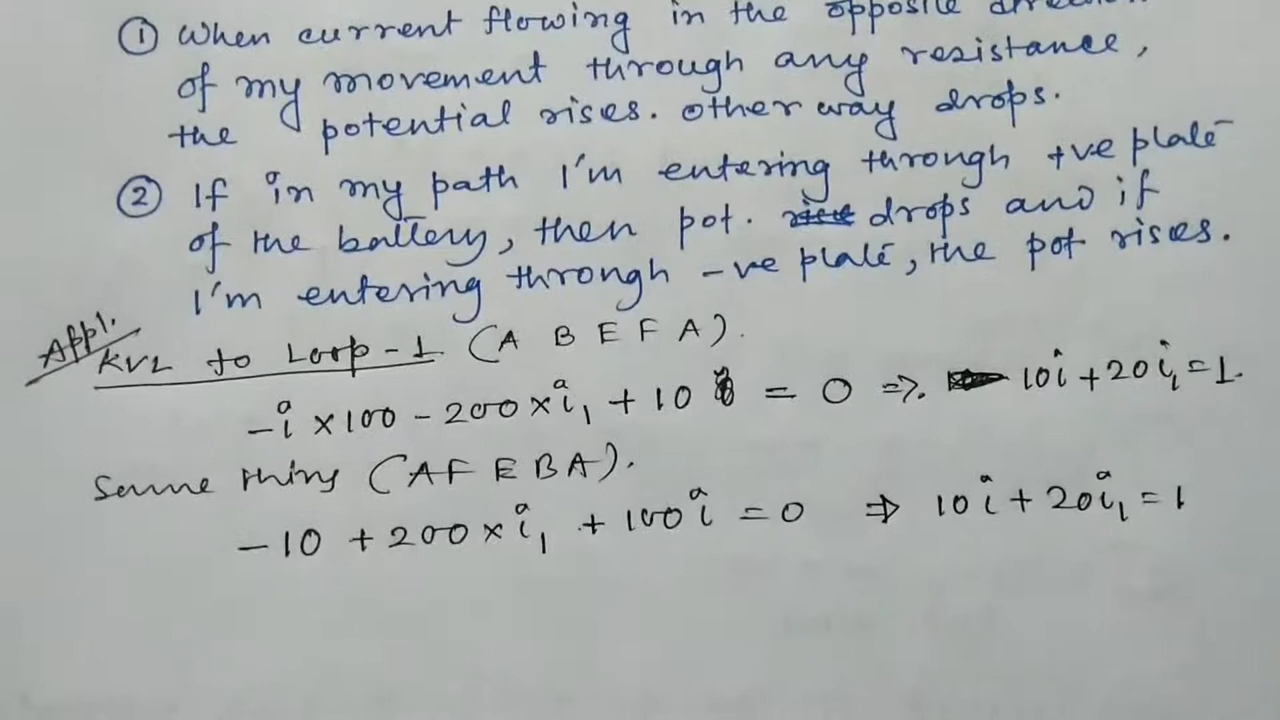 ① When current flowing in the opposite direction
of my movement through any resistance,
the potential rises. other way drops.
② If in my path I'm entering through +ve plate
of the battery, then pot. drops and if
I'm entering through -ve plate, the pot rises.
Appl.
KVL to Loop-1 (A B E F A).
-i × 100 - 200 × i₁ + 10 = 0 ⇒ 10i + 20i₁ = 1.
Same thing (AF E B A).
-10 + 200 × i₁ + 100i = 0 ⇒ 10i + 20i₁ = 1